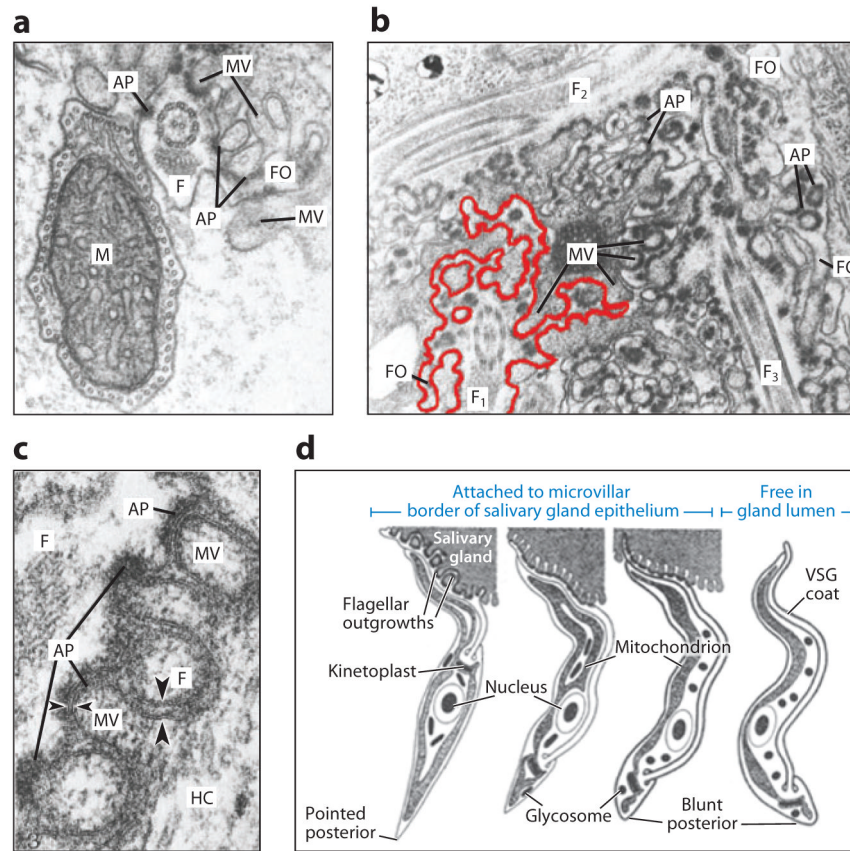 a
AP
MV
F
FO
AP
MV
M
b
F2
AP
FO
AP
MV
FO
FO
F1
F3
c
AP
F
MV
AP
F
MV
HC
d
Attached to microvillar
border of salivary gland epithelium
Free in
gland lumen
Salivary
gland
VSG
coat
Flagellar
outgrowths
Kinetoplast
Mitochondrion
Nucleus
Glycosome
Pointed
posterior
Blunt
posterior